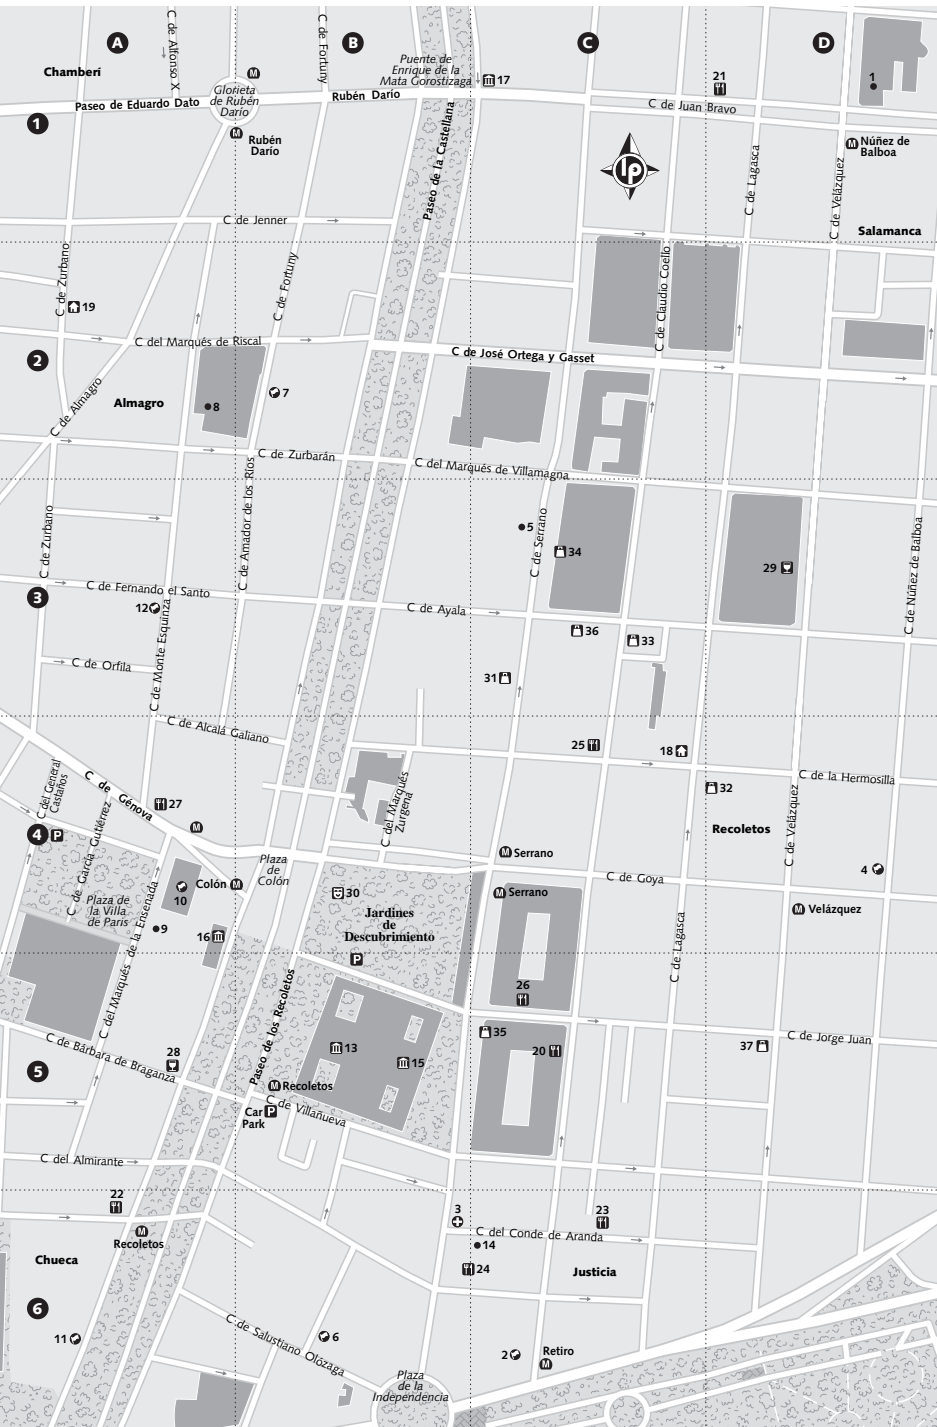 A
B
C
D
C de Alfonso X
C de Fortuny
Chamberí
Puente de
Enrique de la
Mata Gorostizaga
17
21
1
Glorieta
de Rubén
Darío
Paseo de Eduardo Dato
Rubén Darío
C de Juan Bravo
1
M
Rubén
Darío
lp
M
Núñez de
Balboa
Paseo de la Castellana
C de Lagasca
C de Velázquez
C de Jenner
Salamanca
C de Zurbano
C de Fortuny
C de Claudio Coello
19
C del Marqués de Riscal
2
C de José Ortega y Gasset
C de Almagro
Almagro
8
7
C de Zurbarán
C del Marqués de Villamagna
C de Zurbano
C de Amador de los Ríos
5
C de Serrano
34
29
C de Núñez de Balboa
3
C de Fernando el Santo
12
C de Ayala
36
33
C de Monte Esquinza
C de Orfila
31
C de Alcalá Galiano
25
18
C de la Hermosilla
C de Génova
C del General
Castaños
C de García Gutiérrez
27
C del Marqués
Zurgena
32
Recoletos
C de Velázquez
4
P
M
M
Serrano
Plaza
de
Colón
4
C de Goya
Colón
M
10
30
M
Serrano
M
Velázquez
Plaza de
la Villa
de París
Jardines
de
Descubrimiento
9
16
P
C de Lagasca
C del Marqués de la Ensenada
26
Paseo de los Recoletos
35
20
C de Jorge Juan
37
C de Bárbara de Braganza
28
13
15
5
M
Recoletos
Car
Park
P
C de Villanueva
C del Almirante
22
3
23
M
Recoletos
C del Conde de Aranda
14
Chueca
24
Justicia
6
11
C de Salustiano Olózaga
6
2
Retiro
M
Plaza
de la
Independencia